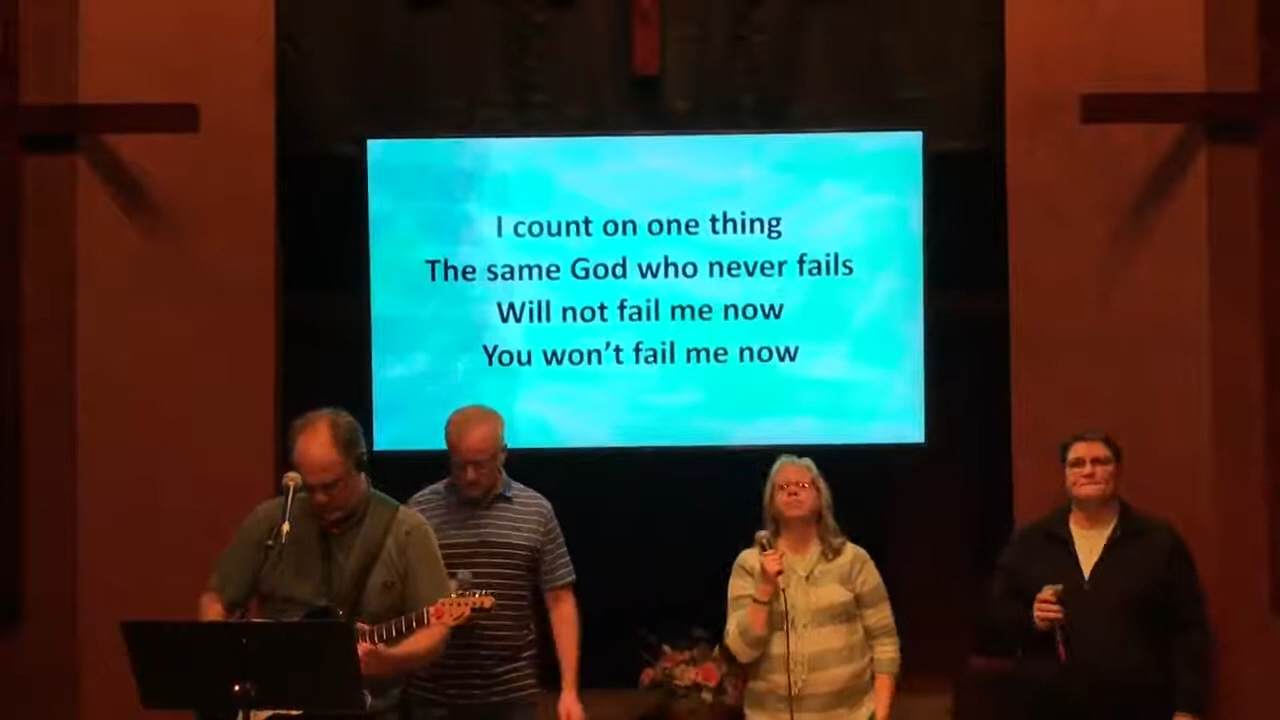 I count on one thing
The same God who never fails
Will not fail me now
You won't fail me now